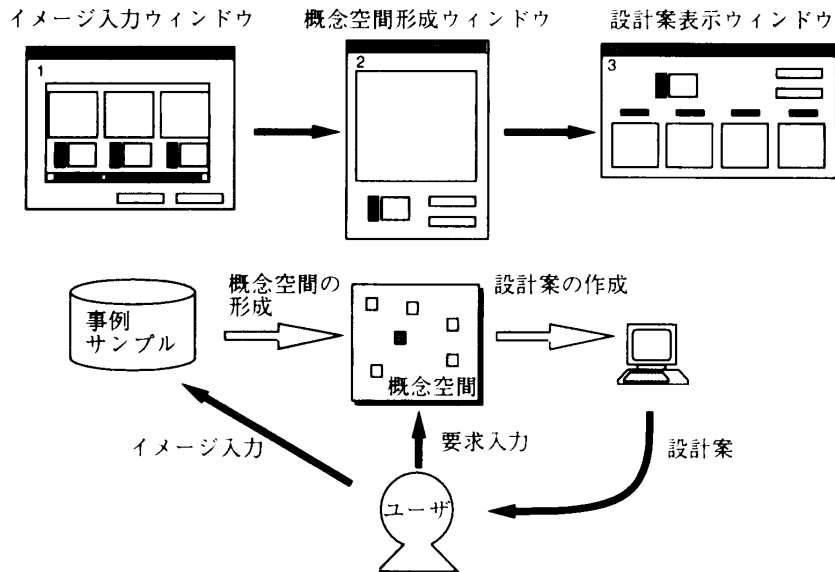 イメージ入力ウィンドウ
概念空間形成ウィンドウ
設計案表示ウィンドウ
1
2
3
事例
サンプル
概念空間の
形成
概念空間
設計案の作成
イメージ入力
要求入力
設計案
ユーザ